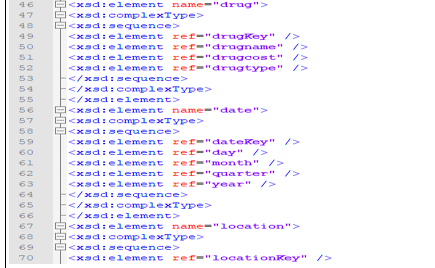 46 <xsd:element name="drug">
47 <xsd:complexType>
48 <xsd:sequence>
49 <xsd:element ref="drugKey" />
50 <xsd:element ref="drugname" />
51 <xsd:element ref="drugcost" />
52 <xsd:element ref="drugtype" />
53 </xsd:sequence>
54 </xsd:complexType>
55 </xsd:element>
56 <xsd:element name="date">
57 <xsd:complexType>
58 <xsd:sequence>
59 <xsd:element ref="dateKey" />
60 <xsd:element ref="day" />
61 <xsd:element ref="month" />
62 <xsd:element ref="quarter" />
63 <xsd:element ref="year" />
64 </xsd:sequence>
65 </xsd:complexType>
66 </xsd:element>
67 <xsd:element name="location">
68 <xsd:complexType>
69 <xsd:sequence>
70 <xsd:element ref="locationKey" />